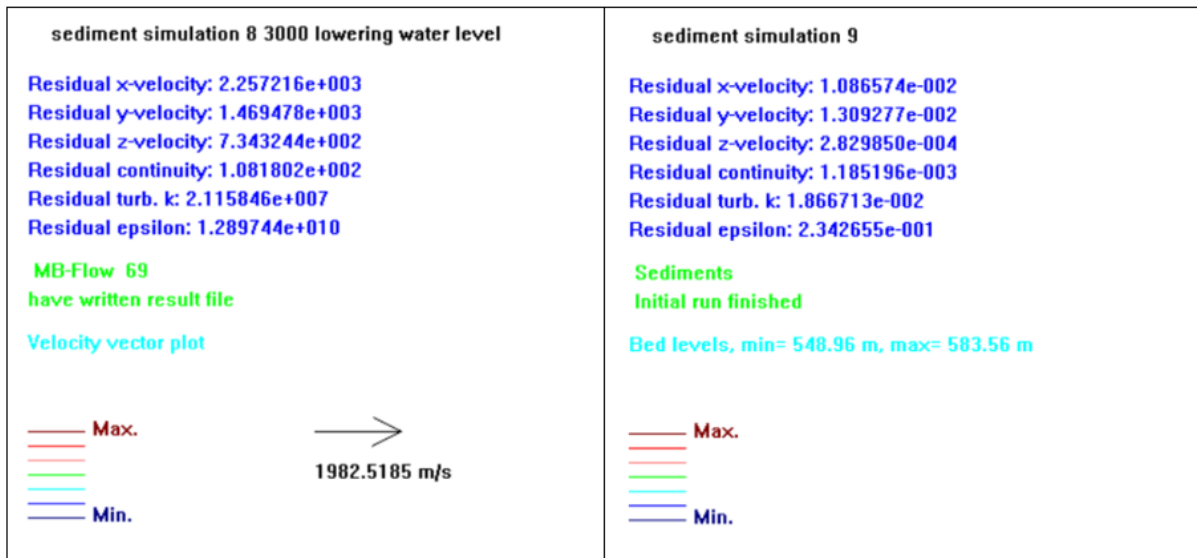 sediment simulation 8 3000 lowering water level
Residual x-velocity: 2.257216e+003
Residual y-velocity: 1.469478e+003
Residual z-velocity: 7.343244e+002
Residual continuity: 1.081802e+002
Residual turb. k: 2.115846e+007
Residual epsilon: 1.289744e+010
MB-Flow 69
have written result file
Velocity vector plot
Max.
1982.5185 m/s
Min.
sediment simulation 9
Residual x-velocity: 1.086574e-002
Residual y-velocity: 1.309277e-002
Residual z-velocity: 2.829850e-004
Residual continuity: 1.185196e-003
Residual turb. k: 1.866713e-002
Residual epsilon: 2.342655e-001
Sediments
Initial run finished
Bed levels, min= 548.96 m, max= 583.56 m
Max.
Min.